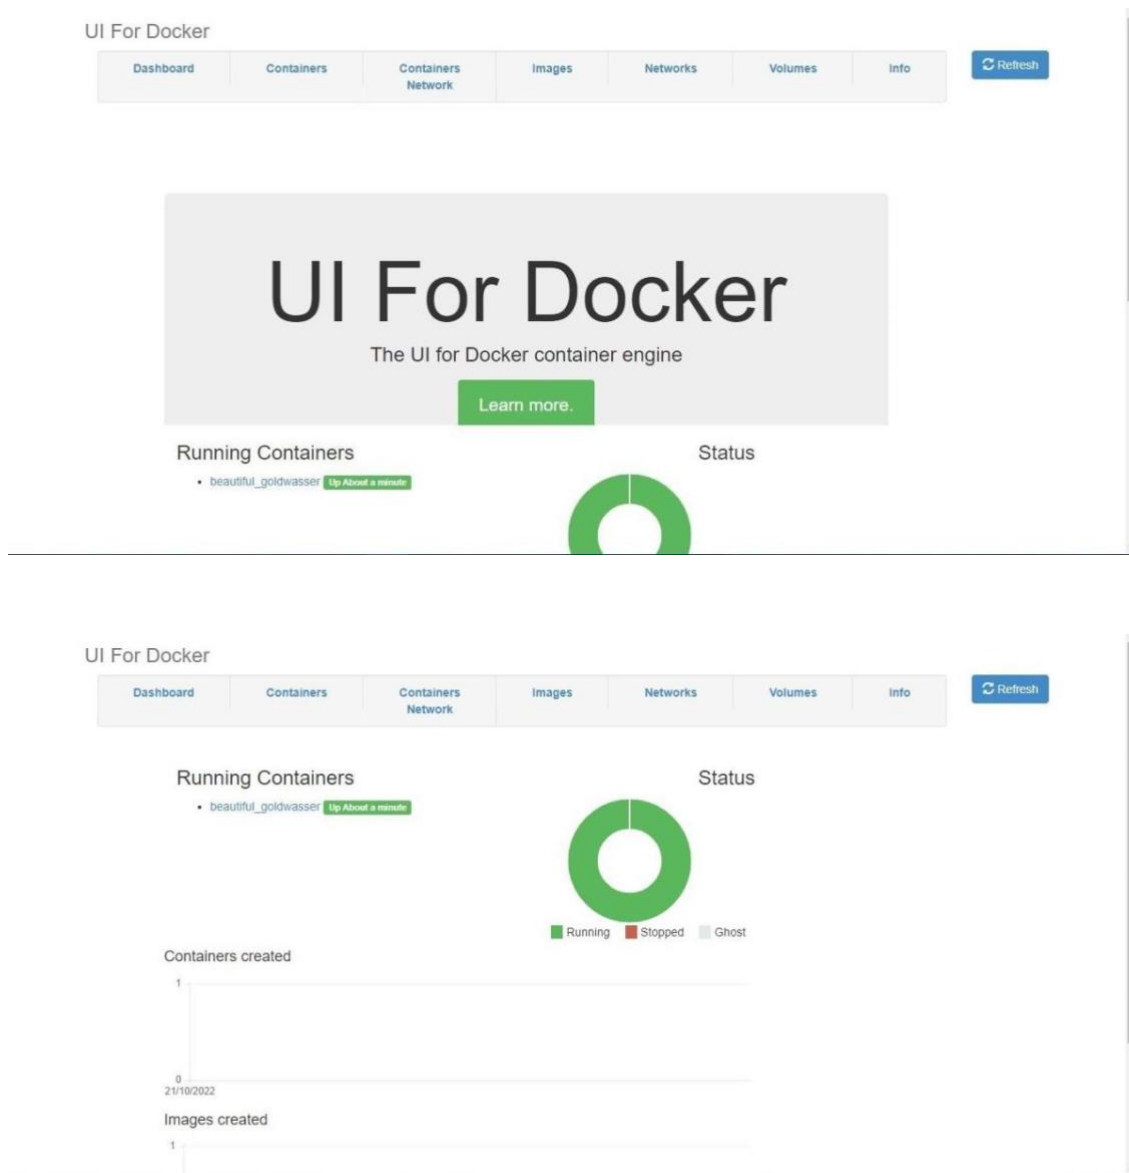 UI For Docker
Dashboard Containers Containers Network Images Networks Volumes Info Refresh
UI For Docker
The UI for Docker container engine
Learn more.
Running Containers Status
beautiful_goldwasser Up About a minute
UI For Docker
Dashboard Containers Containers Network Images Networks Volumes Info Refresh
Running Containers Status
beautiful_goldwasser Up About a minute
Running Stopped Ghost
Containers created
1
0
21/10/2022
Images created
1